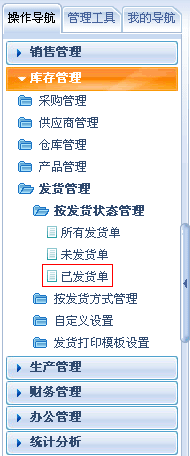 操作导航 管理工具 我的导航
销售管理
库存管理
采购管理
供应商管理
仓库管理
产品管理
发货管理
按发货状态管理
所有发货单
未发货单
已发货单
按发货方式管理
自定义设置
发货打印模板设置
生产管理
财务管理
办公管理
统计分析